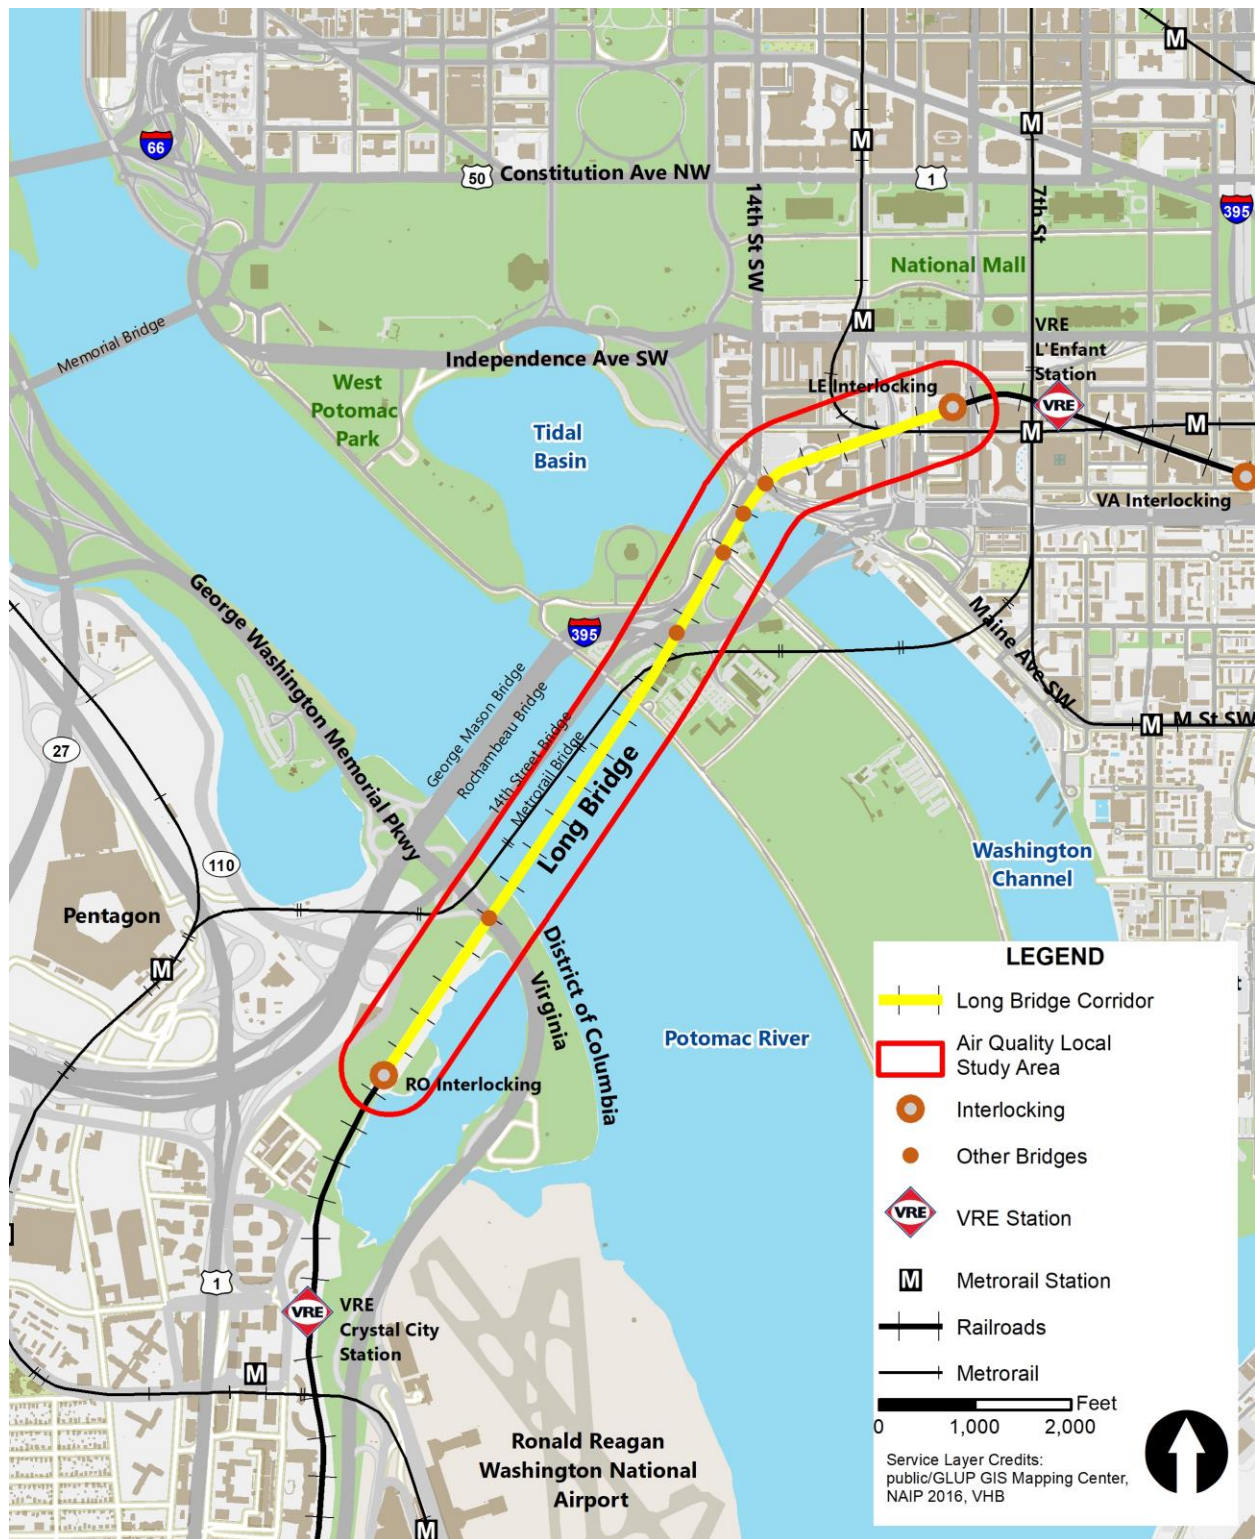 M
66
M
M
50
Constitution Ave NW
1
14th St SW
7th St
395
National Mall
M
Memorial Bridge
Independence Ave SW
VRE
L'Enfant
Station
West
Potomac
Park
LE Interlocking
VRE
M
M
Tidal
Basin
VA Interlocking
George Washington Memorial Pkwy
395
Maine Ave SW
George Mason Bridge
Rochambeau Bridge
14th Street Bridge
Metrorail Bridge
Long Bridge
M
M St SW
27
110
Washington
Channel
Pentagon
M
District of Columbia
Virginia
Potomac River
RO Interlocking
1
VRE
VRE
Crystal City
Station
M
Ronald Reagan
Washington National
Airport
M
LEGEND
Long Bridge Corridor
Air Quality Local
Study Area
Interlocking
Other Bridges
VRE
VRE Station
M
Metrorail Station
Railroads
Metrorail
Feet
0 1,000 2,000
Service Layer Credits:
public/GLUP GIS Mapping Center,
NAIP 2016, VHB